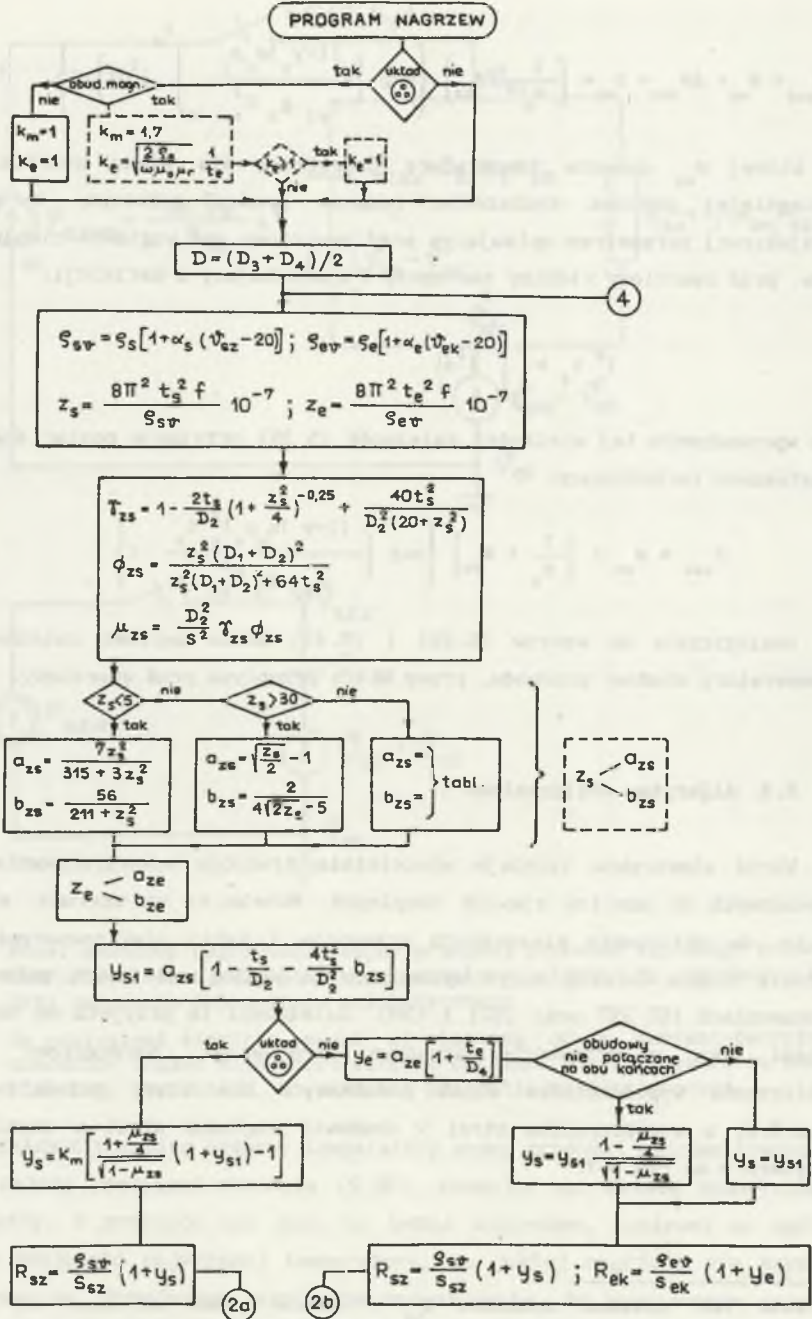 PROGRAM NAGRZEW
układ
tak
nie
obud. magn.
nie
tak
k_m=1
k_e=1
k_m = 1,7
k_e = √(2ρ_e / ωμ_oμ_r) 1/t_e
tak
nie
k_e=1
D=(D_3+D_4)/2
4
ρ_sϑ = ρ_s[1+α_s(ϑ_sz-20)] ; ρ_eϑ=ρ_e[1+α_e(ϑ_ek-20)]
z_s = 8π² t_s² f / ρ_sϑ 10^-7 ; z_e = 8π² t_e² f / ρ_eϑ 10^-7
γ_zs = 1 - 2t_s/D_2 (1 + z_s²/4)^-0,25 + 40t_s² / D_2²(20+z_s²)
ϕ_zs = z_s²(D_1+D_2)² / z_s²(D_1+D_2)²+64t_s²
μ_zs = D_2²/S² γ_zs ϕ_zs
z_s<5
nie
z_s>30
nie
tak
tak
a_zs = 7z_s² / 315 + 3z_s²
b_zs = 56 / 211 + z_s²
a_zs = √(z_s/2) - 1
b_zs = 2 / 4√2z_s - 5
a_zs =
b_zs =
} tabl.
z_s a_zs b_zs
z_e a_ze b_ze
y_s1 = a_zs [1 - t_s/D_2 - 4t_s²/D_2² b_zs]
tak
układ
nie
y_e = a_ze [1 + t_e/D_4]
obudowy
nie połączone
na obu końcach
nie
tak
y_s = k_m [(1+μ_zs/4) / √(1-μ_zs) (1+y_s1)-1]
y_s = y_s1 (1-μ_zs/4) / √(1-μ_zs)
y_s = y_s1
R_sz = ρ_sϑ/S_sz (1+y_s)
2a
2b
R_sz = ρ_sϑ/S_sz (1+y_s) ; R_ek = ρ_eϑ/S_ek (1+y_e)